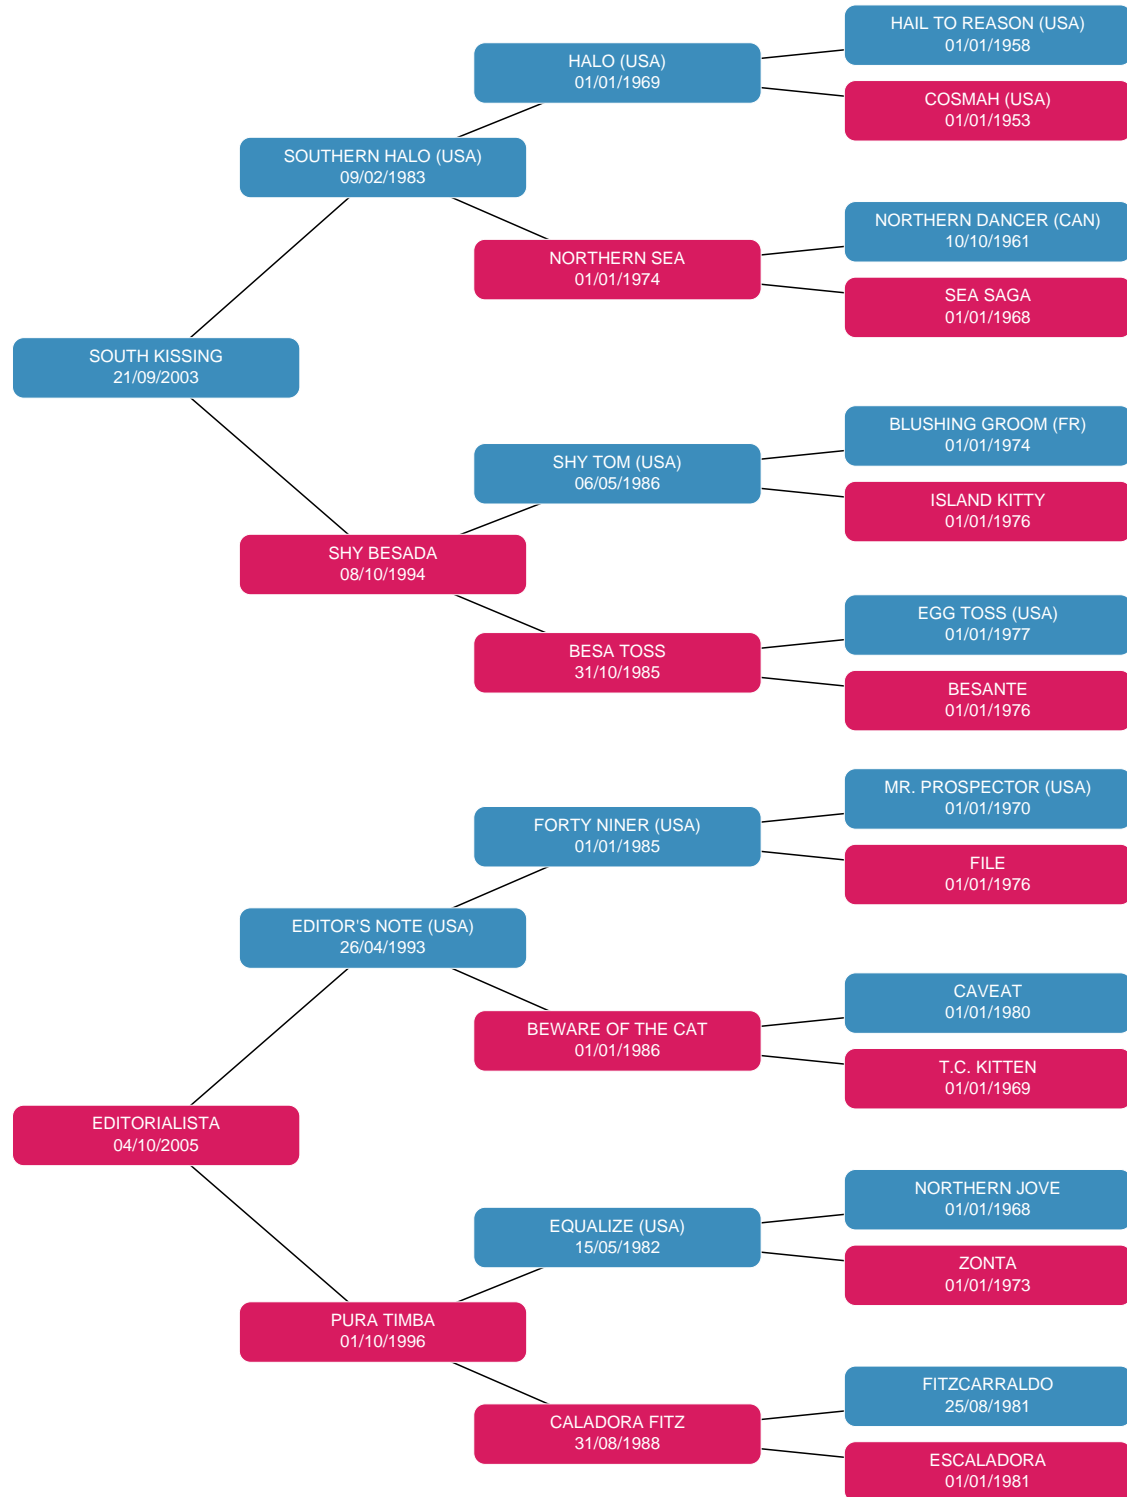 HAIL TO REASON (USA)
01/01/1958
HALO (USA)
01/01/1969
COSMAH (USA)
01/01/1953
SOUTHERN HALO (USA)
09/02/1983
NORTHERN DANCER (CAN)
10/10/1961
NORTHERN SEA
01/01/1974
SEA SAGA
01/01/1968
SOUTH KISSING
21/09/2003
BLUSHING GROOM (FR)
01/01/1974
SHY TOM (USA)
06/05/1986
ISLAND KITTY
01/01/1976
SHY BESADA
08/10/1994
EGG TOSS (USA)
01/01/1977
BESA TOSS
31/10/1985
BESANTE
01/01/1976
MR. PROSPECTOR (USA)
01/01/1970
FORTY NINER (USA)
01/01/1985
FILE
01/01/1976
EDITOR'S NOTE (USA)
26/04/1993
CAVEAT
01/01/1980
BEWARE OF THE CAT
01/01/1986
T.C. KITTEN
01/01/1969
EDITORIALISTA
04/10/2005
NORTHERN JOVE
01/01/1968
EQUALIZE (USA)
15/05/1982
ZONTA
01/01/1973
PURA TIMBA
01/10/1996
FITZCARRALDO
25/08/1981
CALADORA FITZ
31/08/1988
ESCALADORA
01/01/1981